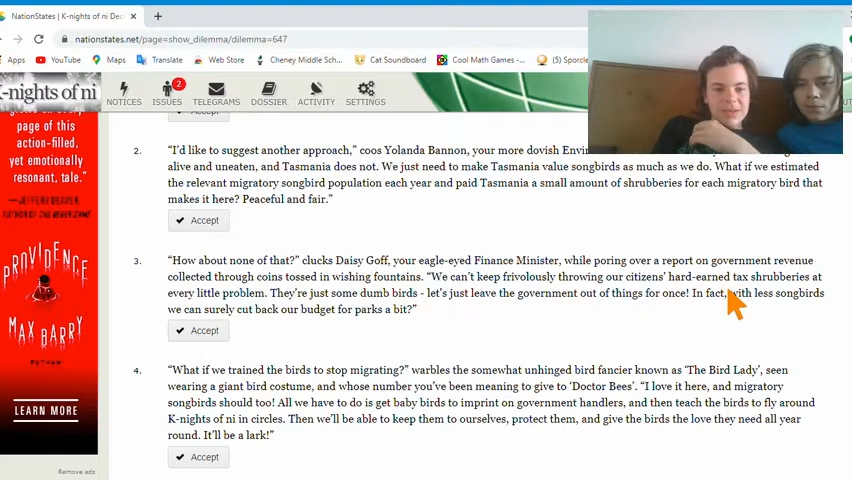 NationStates | K-nights of ni Dec
nationstates.net/page=show_dilemma/dilemma=647
Apps YouTube Maps Translate Web Store Cheney Middle Sch... Cat Soundboard Cool Math Games -... Sporcle
K-nights of ni
NOTICES 2 ISSUES TELEGRAMS DOSSIER ACTIVITY SETTINGS
page of this
action-filled,
yet emotionally
resonant, tale.”
—JEFFERY DEAVER,
PROVIDENCE
MAX BARRY
PUTNAM
LEARN MORE
Remove ads
Accept
2. “I'd like to suggest another approach,” coos Yolanda Bannon, your more dovish
alive and uneaten, and Tasmania does not. We just need to make Tasmania value songbirds as much as we do. What if we estimated
the relevant migratory songbird population each year and paid Tasmania a small amount of shrubberies for each migratory bird that
makes it here? Peaceful and fair.”
Accept
3. “How about none of that?” clucks Daisy Goff, your eagle-eyed Finance Minister, while poring over a report on government revenue
collected through coins tossed in wishing fountains. “We can't keep frivolously throwing our citizens' hard-earned tax shrubberies at
every little problem. They're just some dumb birds - let's just leave the government out of things for once! In fact, with less songbirds
we can surely cut back our budget for parks a bit?”
Accept
4. “What if we trained the birds to stop migrating?” warbles the somewhat unhinged bird fancier known as ‘The Bird Lady’, seen
wearing a giant bird costume, and whose number you've been meaning to give to ‘Doctor Bees’. “I love it here, and migratory
songbirds should too! All we have to do is get baby birds to imprint on government handlers, and then teach the birds to fly around
K-nights of ni in circles. Then we'll be able to keep them to ourselves, protect them, and give the birds the love they need all year
round. It'll be a lark!”
Accept